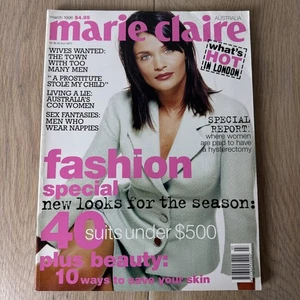 March 1996 $4.95
AUSTRALIA
marie claire
what's
HOT
IN LONDON
WIVES WANTED:
THE TOWN
WITH TOO
MANY MEN
"A PROSTITUTE
STOLE MY CHILD"
LIVING A LIE:
AUSTRALIA'S
CON WOMEN
SEX FANTASIES:
MEN WHO
WEAR NAPPIES
SPECIAL
REPORT:
where women
are paid to have
a hysterectomy
fashion
special
new looks for the season:
40 suits under $500
plus beauty:
10 ways to save your skin